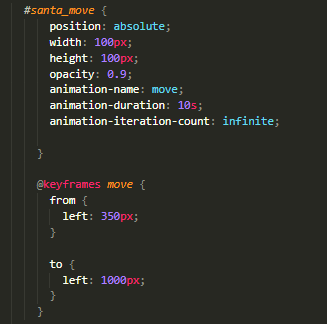 #santa_move {
position: absolute;
width: 100px;
height: 100px;
opacity: 0.9;
animation-name: move;
animation-duration: 10s;
animation-iteration-count: infinite;
}
@keyframes move {
from {
left: 350px;
}
to {
left: 1000px;
}
}